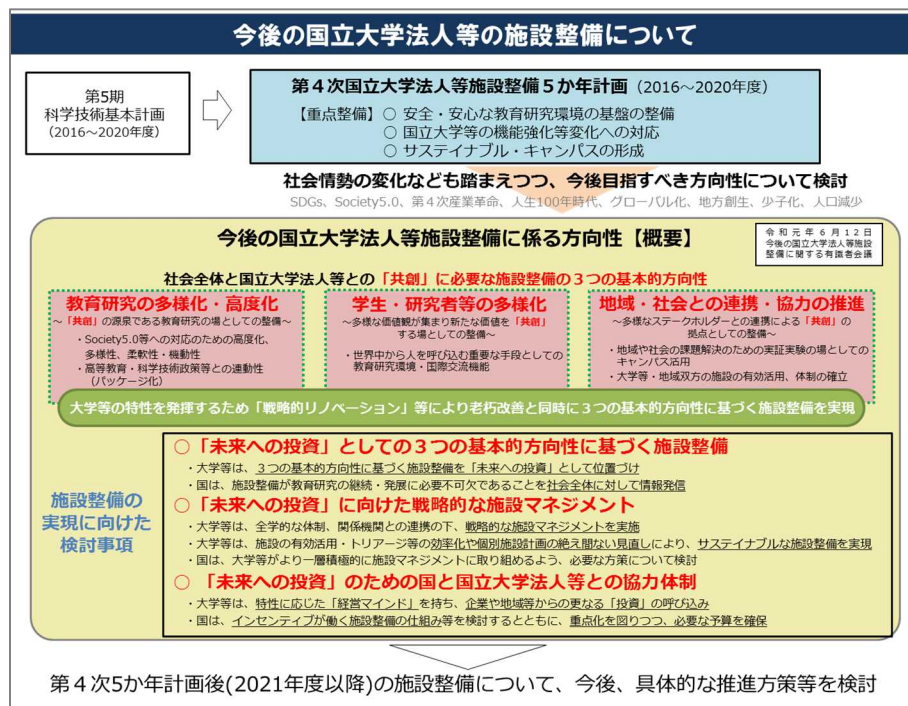 今後の国立大学法人等の施設整備について
第5期
科学技術基本計画
(2016～2020年度)
第４次国立大学法人等施設整備５か年計画（2016～2020年度）
【重点整備】○ 安全・安心な教育研究環境の基盤の整備
○ 国立大学等の機能強化等変化への対応
○ サステイナブル・キャンパスの形成
社会情勢の変化なども踏まえつつ、今後目指すべき方向性について検討
SDGs、Society5.0、第４次産業革命、人生100年時代、グローバル化、地方創生、少子化、人口減少
今後の国立大学法人等施設整備に係る方向性【概要】
令和元年６月１２日
今後の国立大学法人等施設
整備に関する有識者会議
社会全体と国立大学法人等との「共創」に必要な施設整備の３つの基本的方向性
教育研究の多様化・高度化
～「共創」の源泉である教育研究の場としての整備～
・Society5.0等への対応のための高度化、
多様性、柔軟性・機動性
・高等教育・科学技術政策等との連動性
（パッケージ化）
学生・研究者等の多様化
～多様な価値観が集まり新たな価値を「共創」
する場としての整備～
・世界中から人を呼び込む重要な手段としての
教育研究環境・国際交流機能
地域・社会との連携・協力の推進
～多様なステークホルダーとの連携による「共創」の
拠点としての整備～
・地域や社会の課題解決のための実証実験の場としての
キャンパス活用
・大学等・地域双方の施設の有効活用、体制の確立
大学等の特性を発揮するため「戦略的リノベーション」等により老朽改善と同時に３つの基本的方向性に基づく施設整備を実現
施設整備の
実現に向けた
検討事項
○「未来への投資」としての３つの基本的方向性に基づく施設整備
・大学等は、３つの基本的方向性に基づく施設整備を「未来への投資」として位置づけ
・国は、施設整備が教育研究の継続・発展に必要不可欠であることを社会全体に対して情報発信
○「未来への投資」に向けた戦略的な施設マネジメント
・大学等は、全学的な体制、関係機関との連携の下、戦略的な施設マネジメントを実施
・大学等は、施設の有効活用・トリアージ等の効率化や個別施設計画の絶え間ない見直しにより、サステイナブルな施設整備を実現
・国は、大学等がより一層積極的に施設マネジメントに取り組めるよう、必要な方策について検討
○ 「未来への投資」のための国と国立大学法人等との協力体制
・大学等は、特性に応じた「経営マインド」を持ち、企業や地域等からの更なる「投資」の呼び込み
・国は、インセンティブが働く施設整備の仕組み等を検討するとともに、重点化を図りつつ、必要な予算を確保
第４次5か年計画後(2021年度以降)の施設整備について、今後、具体的な推進方策等を検討